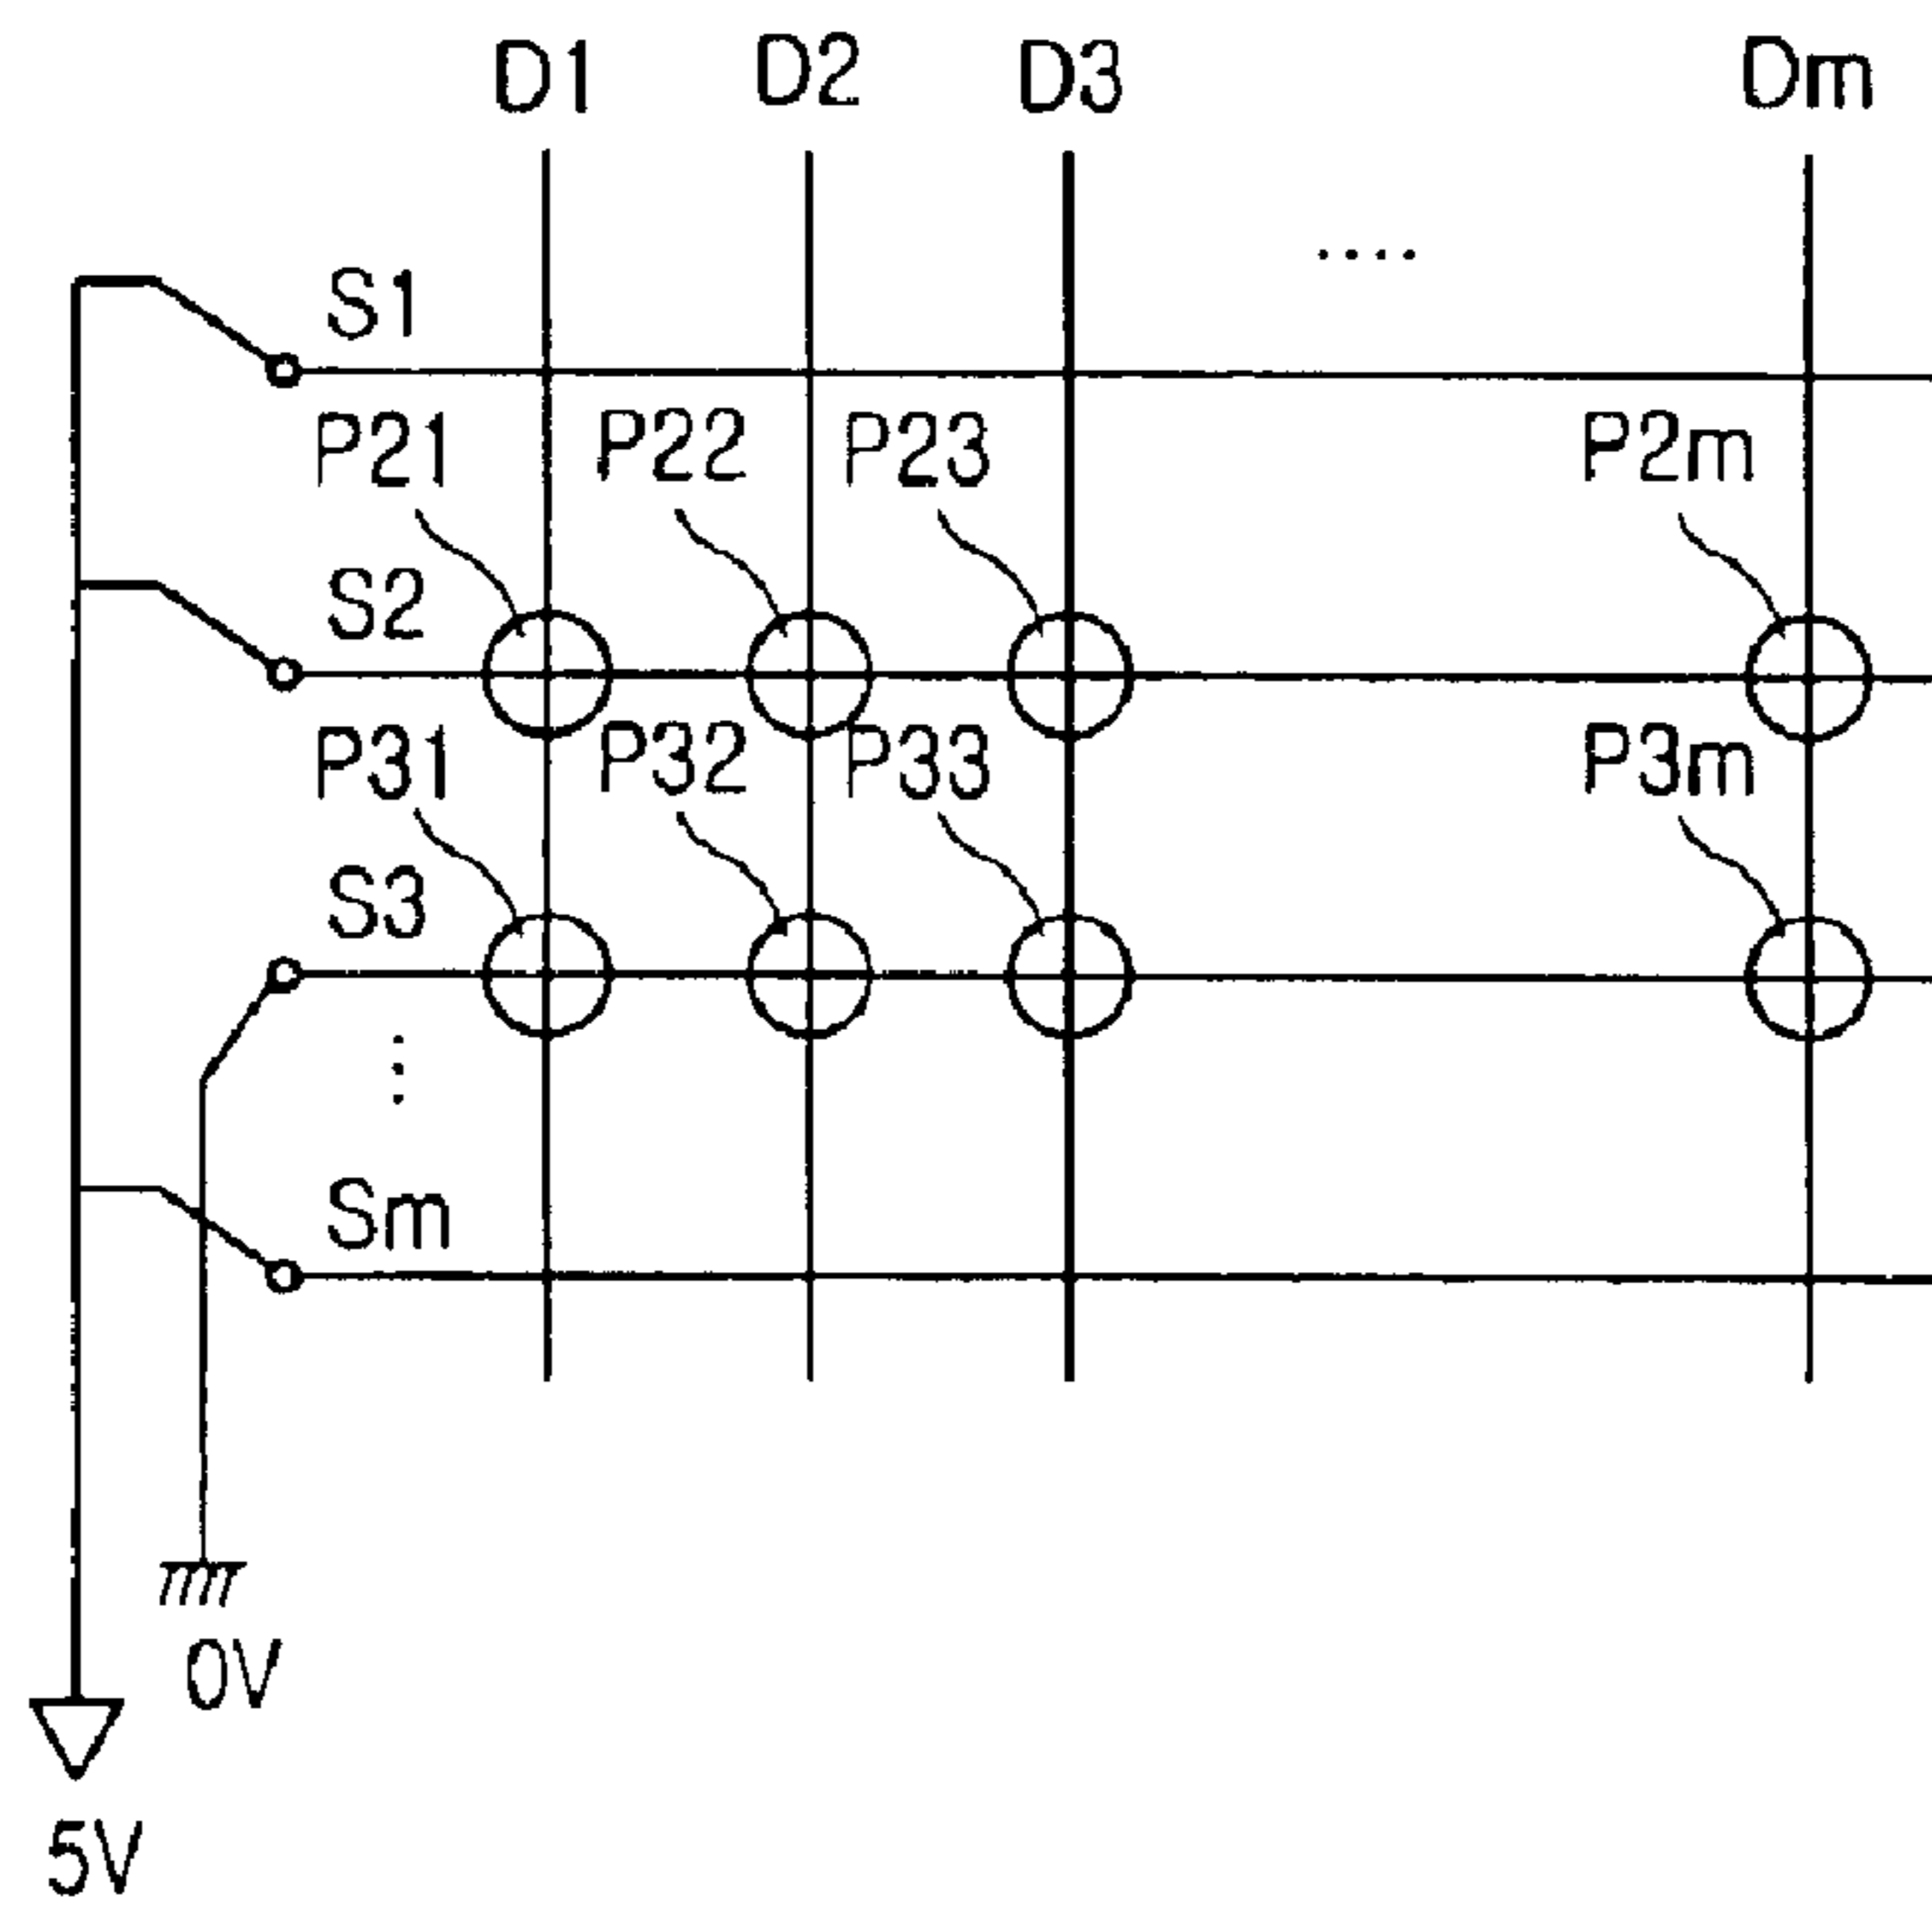 D1 D2 D3 Dm
....
S1
P21 P22 P23 P2m
S2
P31 P32 P33 P3m
S3
Sm
0V
5V